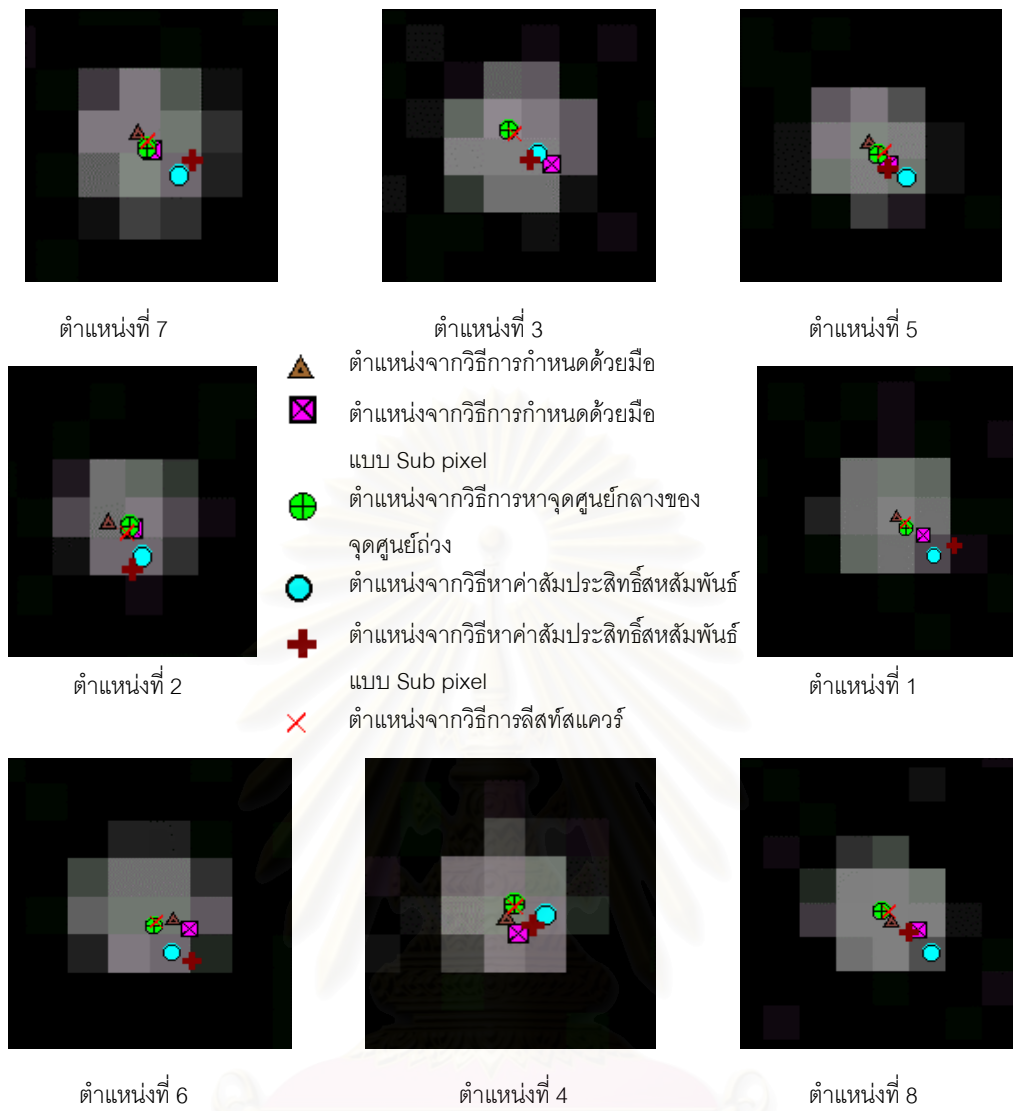 ตำแหน่งที่ 7
ตำแหน่งที่ 3
ตำแหน่งที่ 5
ตำแหน่งจากวิธีการกำหนดด้วยมือ
ตำแหน่งจากวิธีการกำหนดด้วยมือ
แบบ Sub pixel
ตำแหน่งจากวิธีการหาจุดศูนย์กลางของ
จุดศูนย์ถ่วง
ตำแหน่งจากวิธีหาค่าสัมประสิทธิ์สหสัมพันธ์
ตำแหน่งจากวิธีหาค่าสัมประสิทธิ์สหสัมพันธ์
แบบ Sub pixel
ตำแหน่งจากวิธีการลีสท์สแควร์
ตำแหน่งที่ 2
ตำแหน่งที่ 1
ตำแหน่งที่ 6
ตำแหน่งที่ 4
ตำแหน่งที่ 8